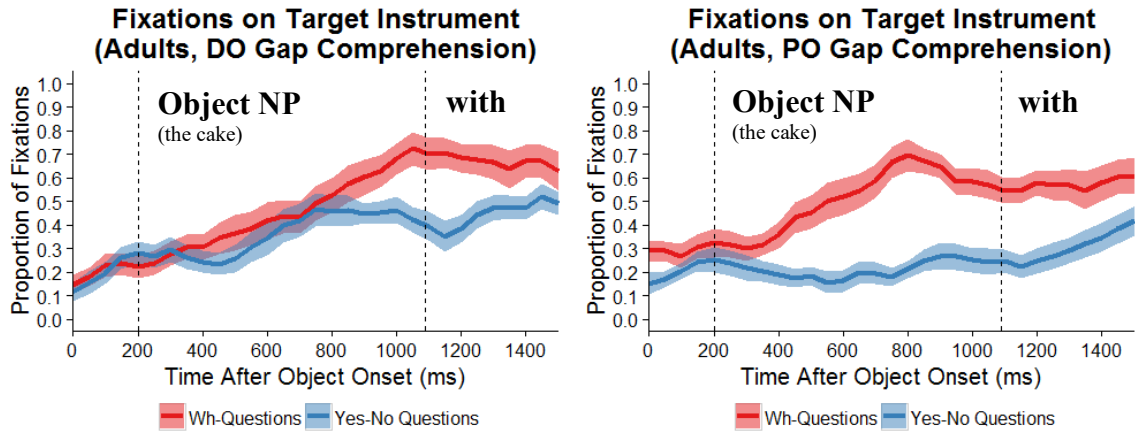 Fixations on Target Instrument
(Adults, DO Gap Comprehension)
Proportion of Fixations
1.0
0.9
0.8
0.7
0.6
0.5
0.4
0.3
0.2
0.1
0.0
Object NP
(the cake)
with
0 200 400 600 800 1000 1200 1400
Time After Object Onset (ms)
Wh-Questions Yes-No Questions
Fixations on Target Instrument
(Adults, PO Gap Comprehension)
Proportion of Fixations
1.0
0.9
0.8
0.7
0.6
0.5
0.4
0.3
0.2
0.1
0.0
Object NP
(the cake)
with
0 200 400 600 800 1000 1200 1400
Time After Object Onset (ms)
Wh-Questions Yes-No Questions